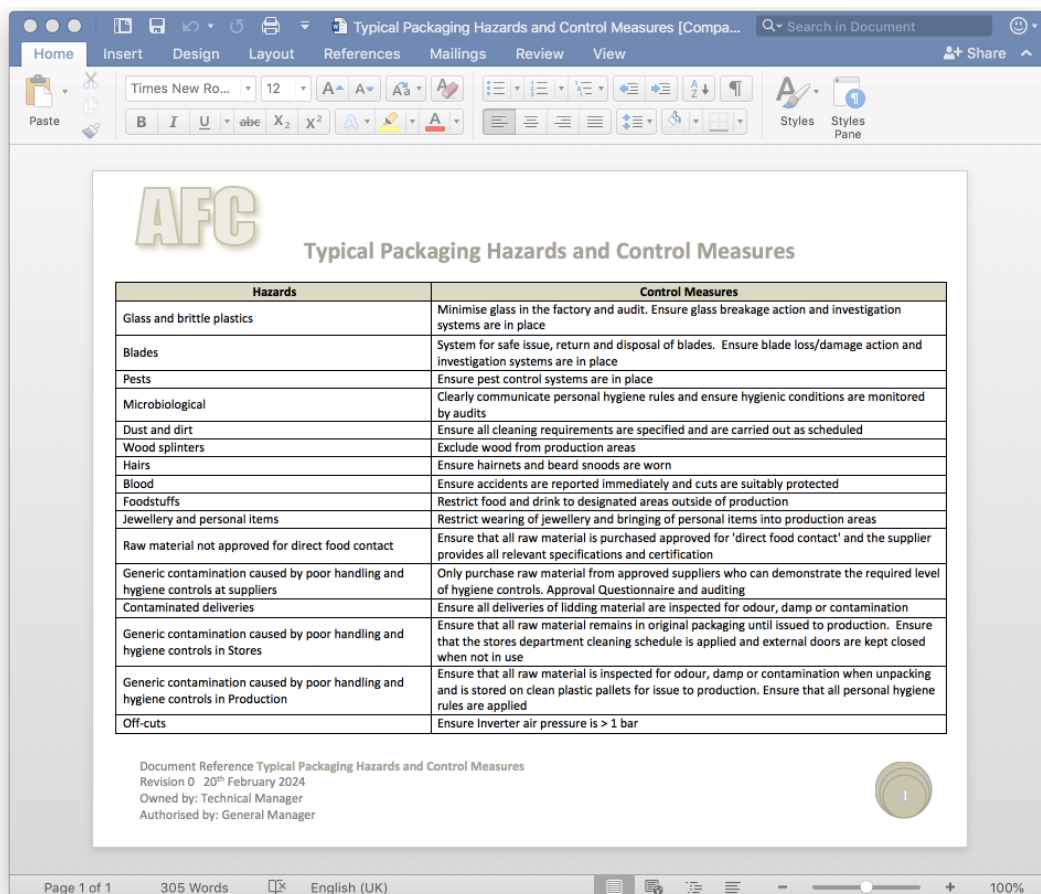 Typical Packaging Hazards and Control Measures [Compa...
Search in Document
Home Insert Design Layout References Mailings Review View
Share
Paste
Times New Ro... 12
Styles
Styles
Pane
AFC
Typical Packaging Hazards and Control Measures
Hazards Control Measures
Glass and brittle plastics
Minimise glass in the factory and audit. Ensure glass breakage action and investigation
systems are in place
Blades
System for safe issue, return and disposal of blades.  Ensure blade loss/damage action and
investigation systems are in place
Pests Ensure pest control systems are in place
Microbiological
Clearly communicate personal hygiene rules and ensure hygienic conditions are monitored
by audits
Dust and dirt Ensure all cleaning requirements are specified and are carried out as scheduled
Wood splinters Exclude wood from production areas
Hairs Ensure hairnets and beard snoods are worn
Blood Ensure accidents are reported immediately and cuts are suitably protected
Foodstuffs Restrict food and drink to designated areas outside of production
Jewellery and personal items Restrict wearing of jewellery and bringing of personal items into production areas
Raw material not approved for direct food contact
Ensure that all raw material is purchased approved for 'direct food contact' and the supplier
provides all relevant specifications and certification
Generic contamination caused by poor handling and
hygiene controls at suppliers
Only purchase raw material from approved suppliers who can demonstrate the required level
of hygiene controls. Approval Questionnaire and auditing
Contaminated deliveries Ensure all deliveries of lidding material are inspected for odour, damp or contamination
Generic contamination caused by poor handling and
hygiene controls in Stores
Ensure that all raw material remains in original packaging until issued to production.  Ensure
that the stores department cleaning schedule is applied and external doors are kept closed
when not in use
Generic contamination caused by poor handling and
hygiene controls in Production
Ensure that all raw material is inspected for odour, damp or contamination when unpacking
and is stored on clean plastic pallets for issue to production. Ensure that all personal hygiene
rules are applied
Off-cuts Ensure Inverter air pressure is > 1 bar
Document Reference Typical Packaging Hazards and Control Measures
Revision 0   20th February 2024
Owned by: Technical Manager
Authorised by: General Manager
1
Page 1 of 1 305 Words English (UK) 100%